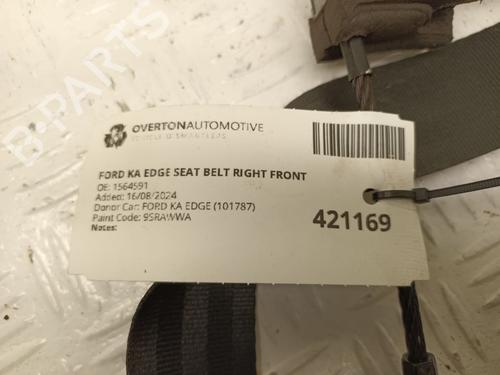 OVERTONAUTOMOTIVE
FORD KA EDGE SEAT BELT RIGHT FRONT
OE: 1564591
Added: 16/08/2024
Donor Car: FORD KA EDGE (101787)
Paint Code: 9SRAWWA
Notes:
421169
B-PARTS